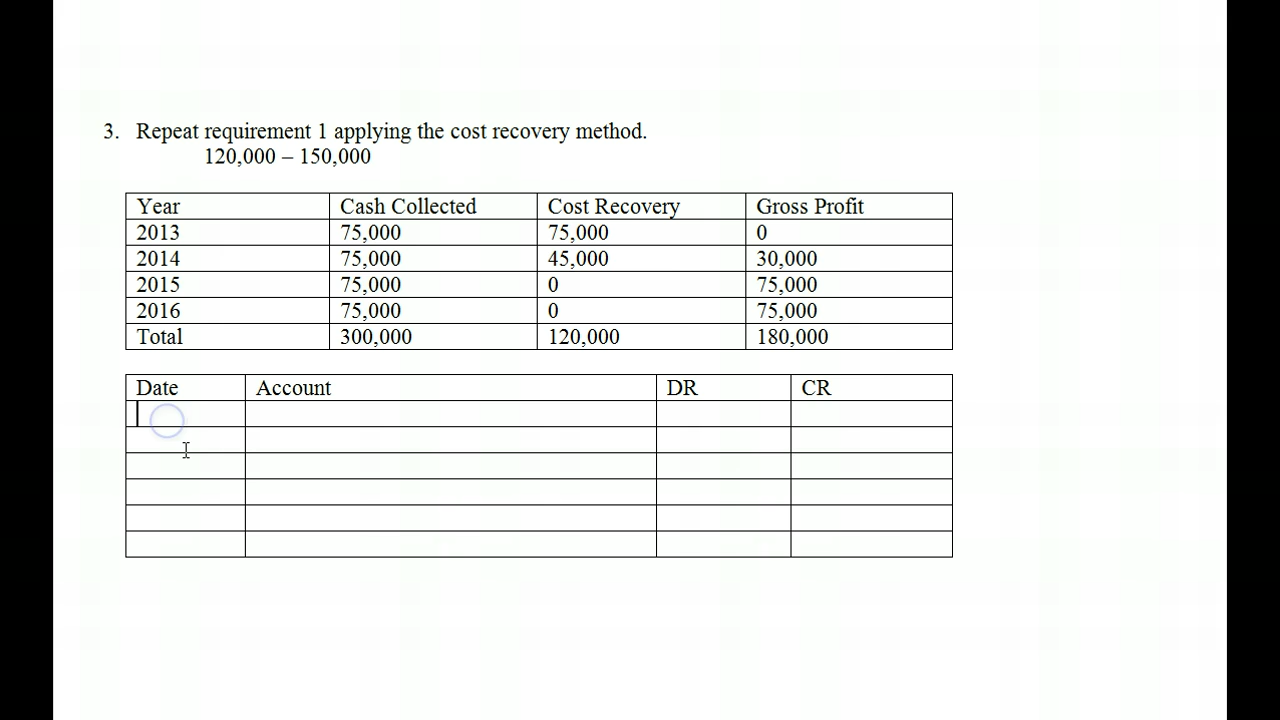 3. Repeat requirement 1 applying the cost recovery method.
120,000 – 150,000
Year Cash Collected Cost Recovery Gross Profit
2013 75,000 75,000 0
2014 75,000 45,000 30,000
2015 75,000 0 75,000
2016 75,000 0 75,000
Total 300,000 120,000 180,000
Date Account DR CR